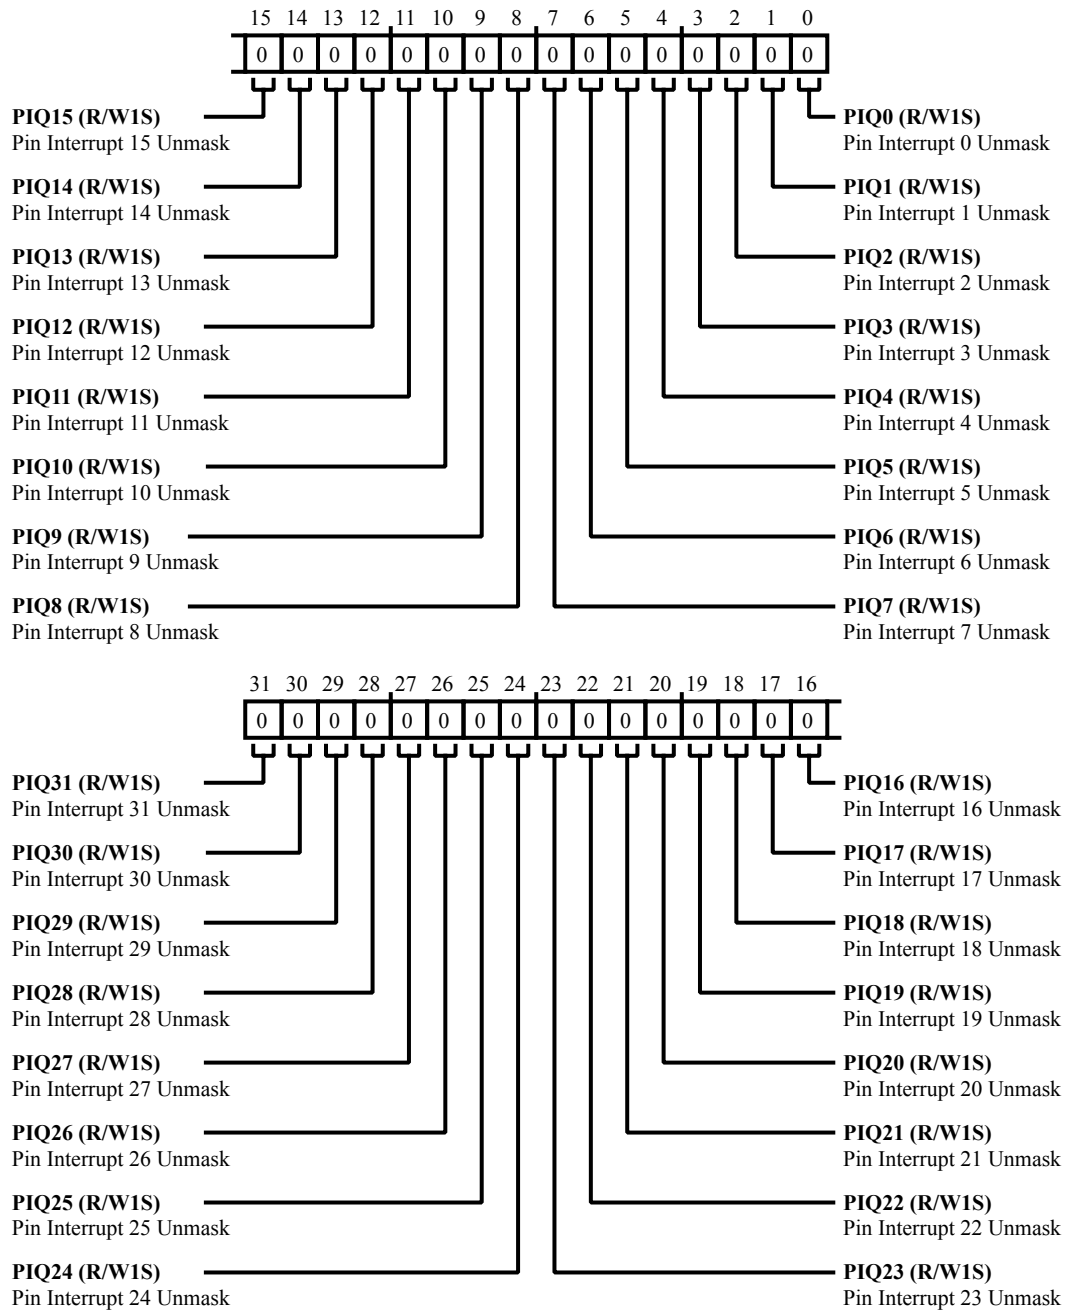 15 14 13 12 11 10 9 8 7 6 5 4 3 2 1 0
0 0 0 0 0 0 0 0 0 0 0 0 0 0 0 0
PIQ15 (R/W1S)
Pin Interrupt 15 Unmask
PIQ14 (R/W1S)
Pin Interrupt 14 Unmask
PIQ13 (R/W1S)
Pin Interrupt 13 Unmask
PIQ12 (R/W1S)
Pin Interrupt 12 Unmask
PIQ11 (R/W1S)
Pin Interrupt 11 Unmask
PIQ10 (R/W1S)
Pin Interrupt 10 Unmask
PIQ9 (R/W1S)
Pin Interrupt 9 Unmask
PIQ8 (R/W1S)
Pin Interrupt 8 Unmask
PIQ0 (R/W1S)
Pin Interrupt 0 Unmask
PIQ1 (R/W1S)
Pin Interrupt 1 Unmask
PIQ2 (R/W1S)
Pin Interrupt 2 Unmask
PIQ3 (R/W1S)
Pin Interrupt 3 Unmask
PIQ4 (R/W1S)
Pin Interrupt 4 Unmask
PIQ5 (R/W1S)
Pin Interrupt 5 Unmask
PIQ6 (R/W1S)
Pin Interrupt 6 Unmask
PIQ7 (R/W1S)
Pin Interrupt 7 Unmask
31 30 29 28 27 26 25 24 23 22 21 20 19 18 17 16
0 0 0 0 0 0 0 0 0 0 0 0 0 0 0 0
PIQ31 (R/W1S)
Pin Interrupt 31 Unmask
PIQ30 (R/W1S)
Pin Interrupt 30 Unmask
PIQ29 (R/W1S)
Pin Interrupt 29 Unmask
PIQ28 (R/W1S)
Pin Interrupt 28 Unmask
PIQ27 (R/W1S)
Pin Interrupt 27 Unmask
PIQ26 (R/W1S)
Pin Interrupt 26 Unmask
PIQ25 (R/W1S)
Pin Interrupt 25 Unmask
PIQ24 (R/W1S)
Pin Interrupt 24 Unmask
PIQ16 (R/W1S)
Pin Interrupt 16 Unmask
PIQ17 (R/W1S)
Pin Interrupt 17 Unmask
PIQ18 (R/W1S)
Pin Interrupt 18 Unmask
PIQ19 (R/W1S)
Pin Interrupt 19 Unmask
PIQ20 (R/W1S)
Pin Interrupt 20 Unmask
PIQ21 (R/W1S)
Pin Interrupt 21 Unmask
PIQ22 (R/W1S)
Pin Interrupt 22 Unmask
PIQ23 (R/W1S)
Pin Interrupt 23 Unmask